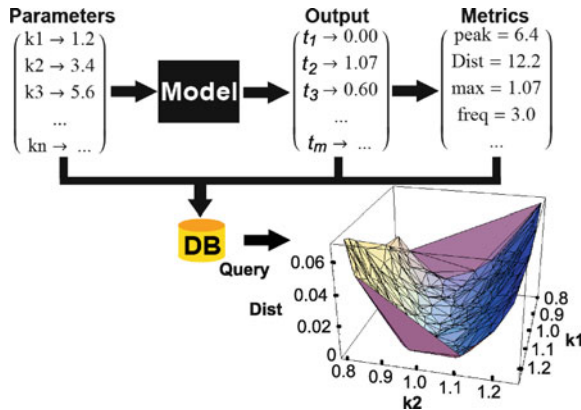 Parameters
k1 → 1.2
k2 → 3.4
k3 → 5.6
...
kn → ...
Model
Output
t1 → 0.00
t2 → 1.07
t3 → 0.60
...
tm → ...
Metrics
peak = 6.4
Dist = 12.2
max = 1.07
freq = 3.0
...
DB
Query
Dist
0.06
0.04
0.02
0
0.8
0.9
1.0
1.1
1.2
k2
0.8
0.9
1.0
1.1
1.2
k1